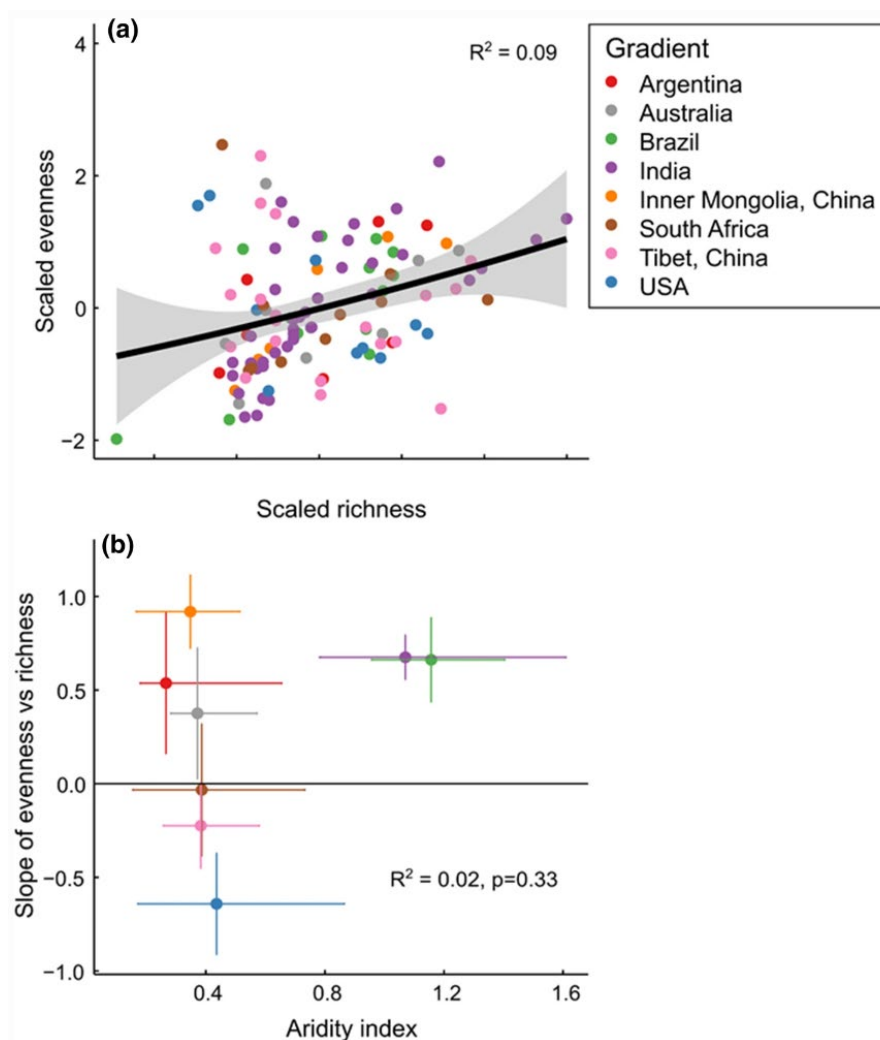 (a)
R² = 0.09
4
2
0
−2
Scaled evenness
Scaled richness
Gradient
Argentina
Australia
Brazil
India
Inner Mongolia, China
South Africa
Tibet, China
USA
(b)
1.0
0.5
0.0
−0.5
−1.0
Slope of evenness vs richness
R² = 0.02, p=0.33
0.4 0.8 1.2 1.6
Aridity index